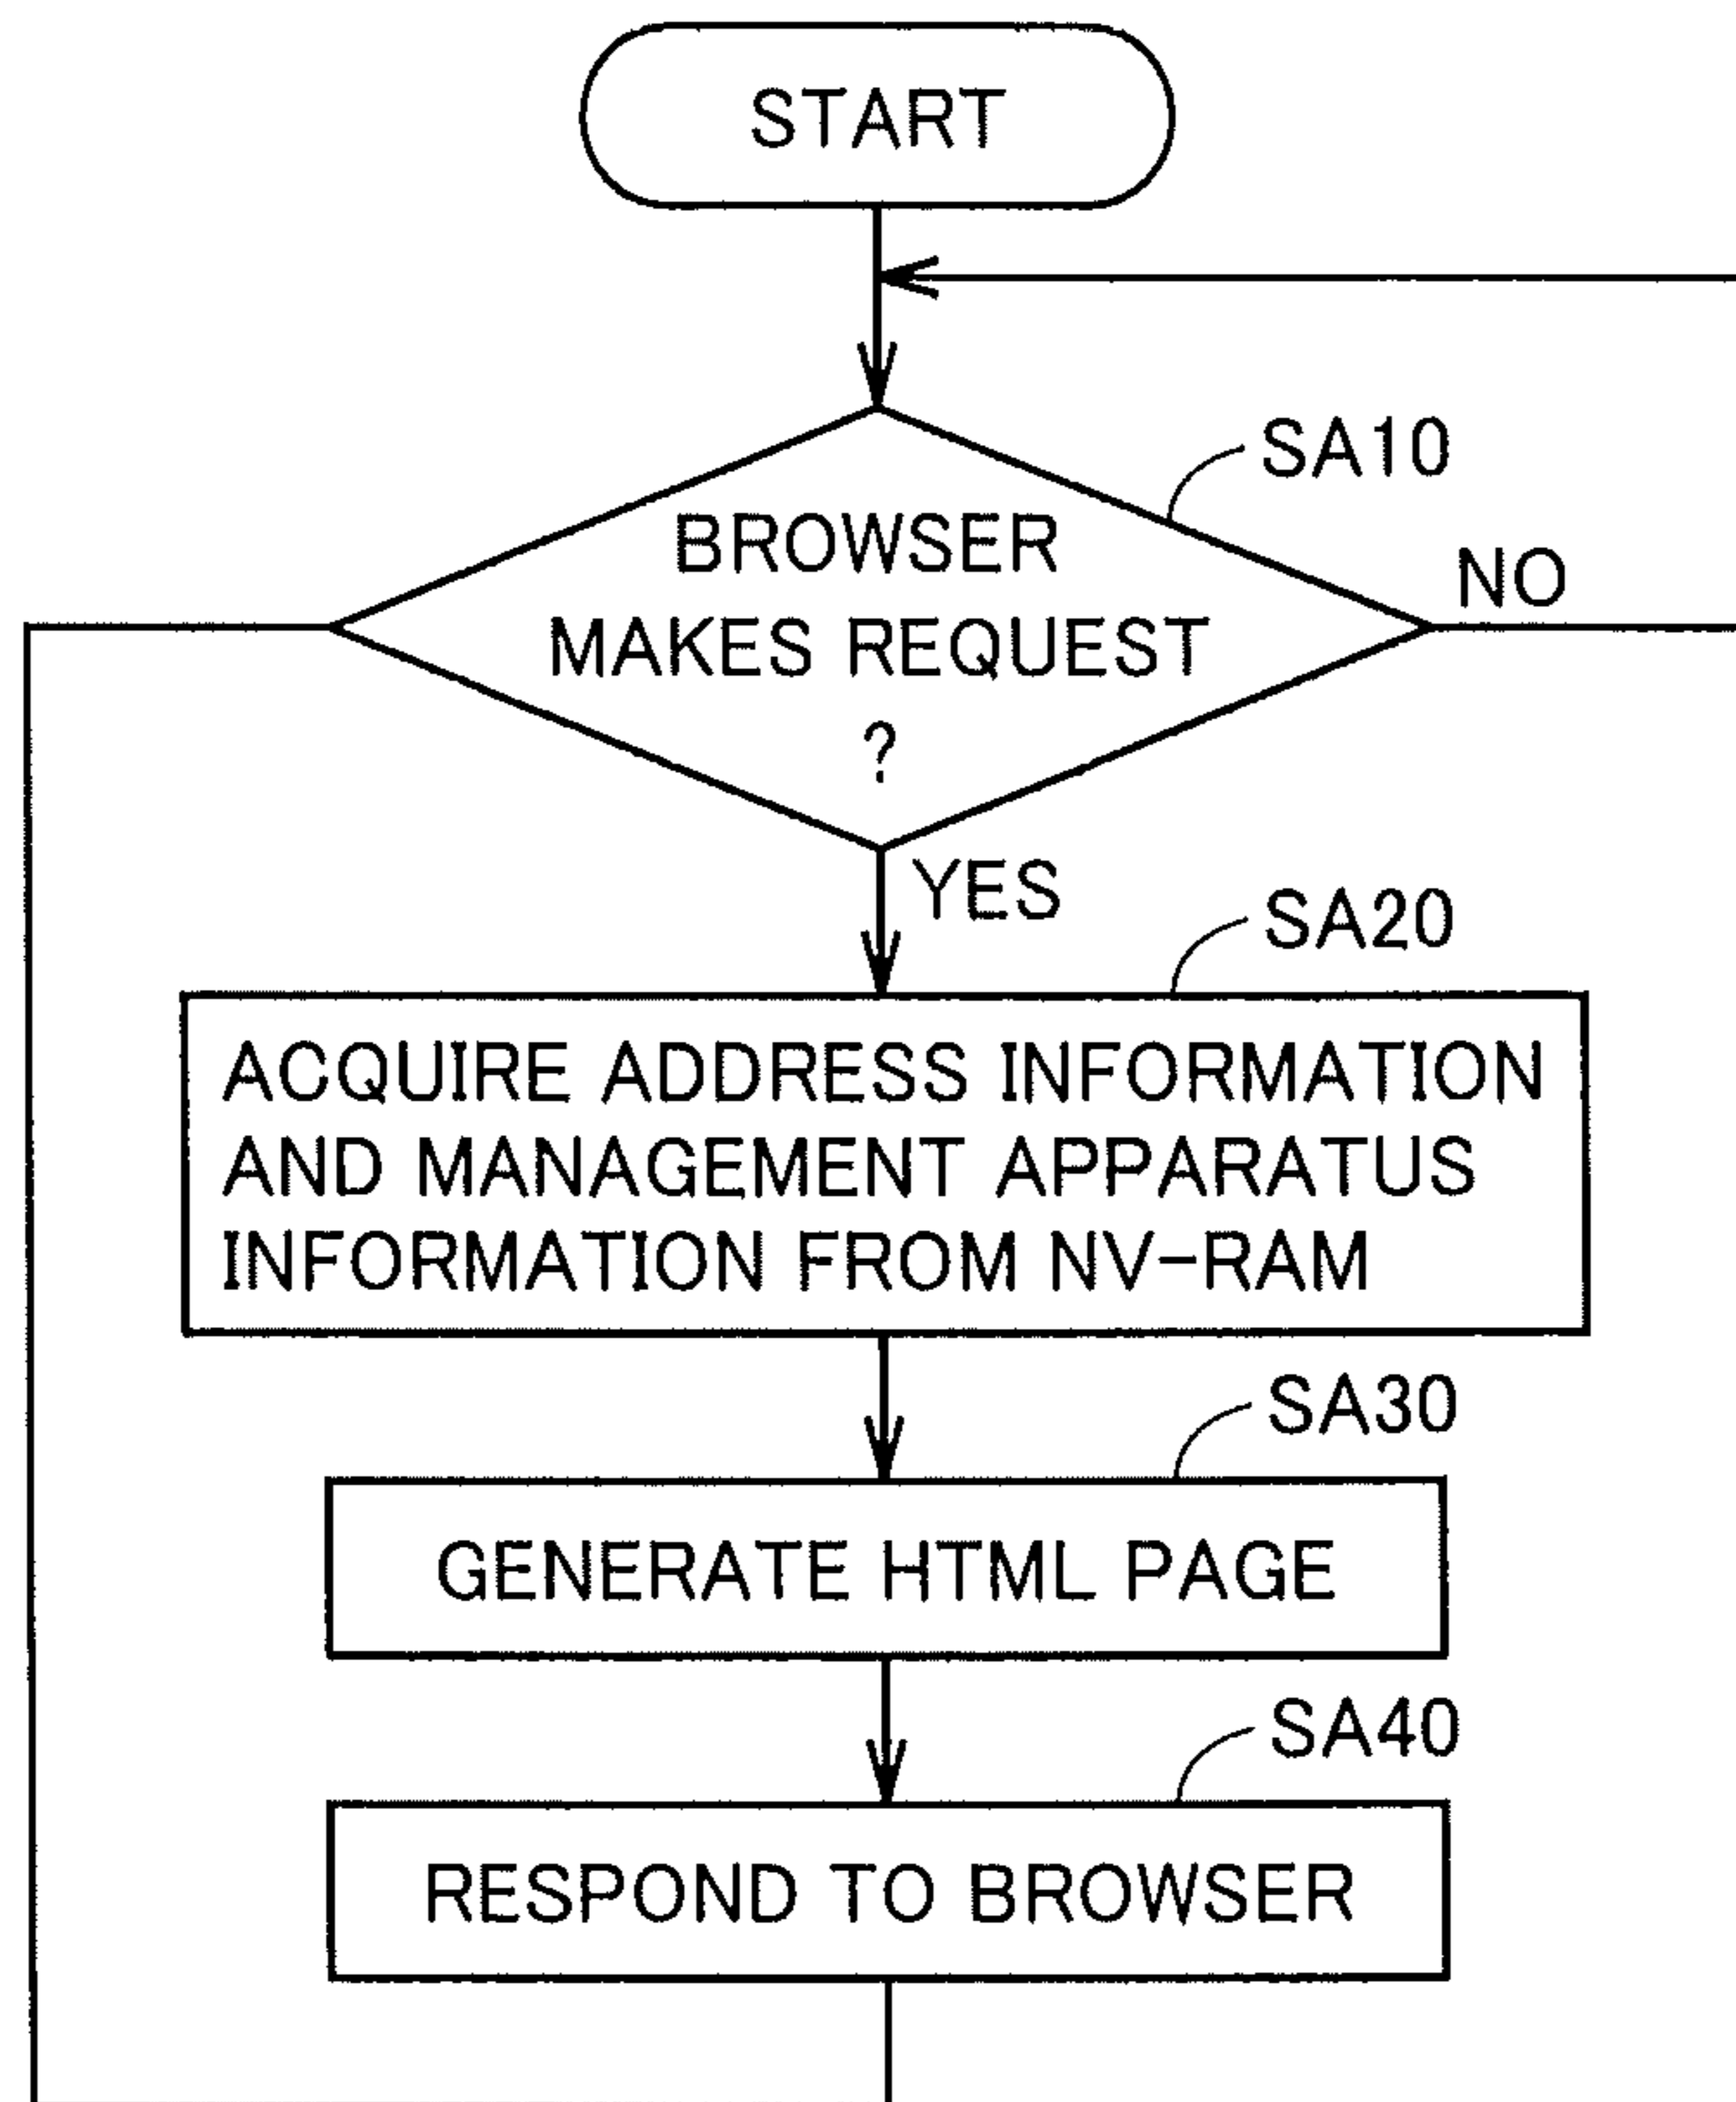 START
SA10
BROWSER
MAKES REQUEST
?
NO
YES
SA20
ACQUIRE ADDRESS INFORMATION
AND MANAGEMENT APPARATUS
INFORMATION FROM NV-RAM
SA30
GENERATE HTML PAGE
SA40
RESPOND TO BROWSER